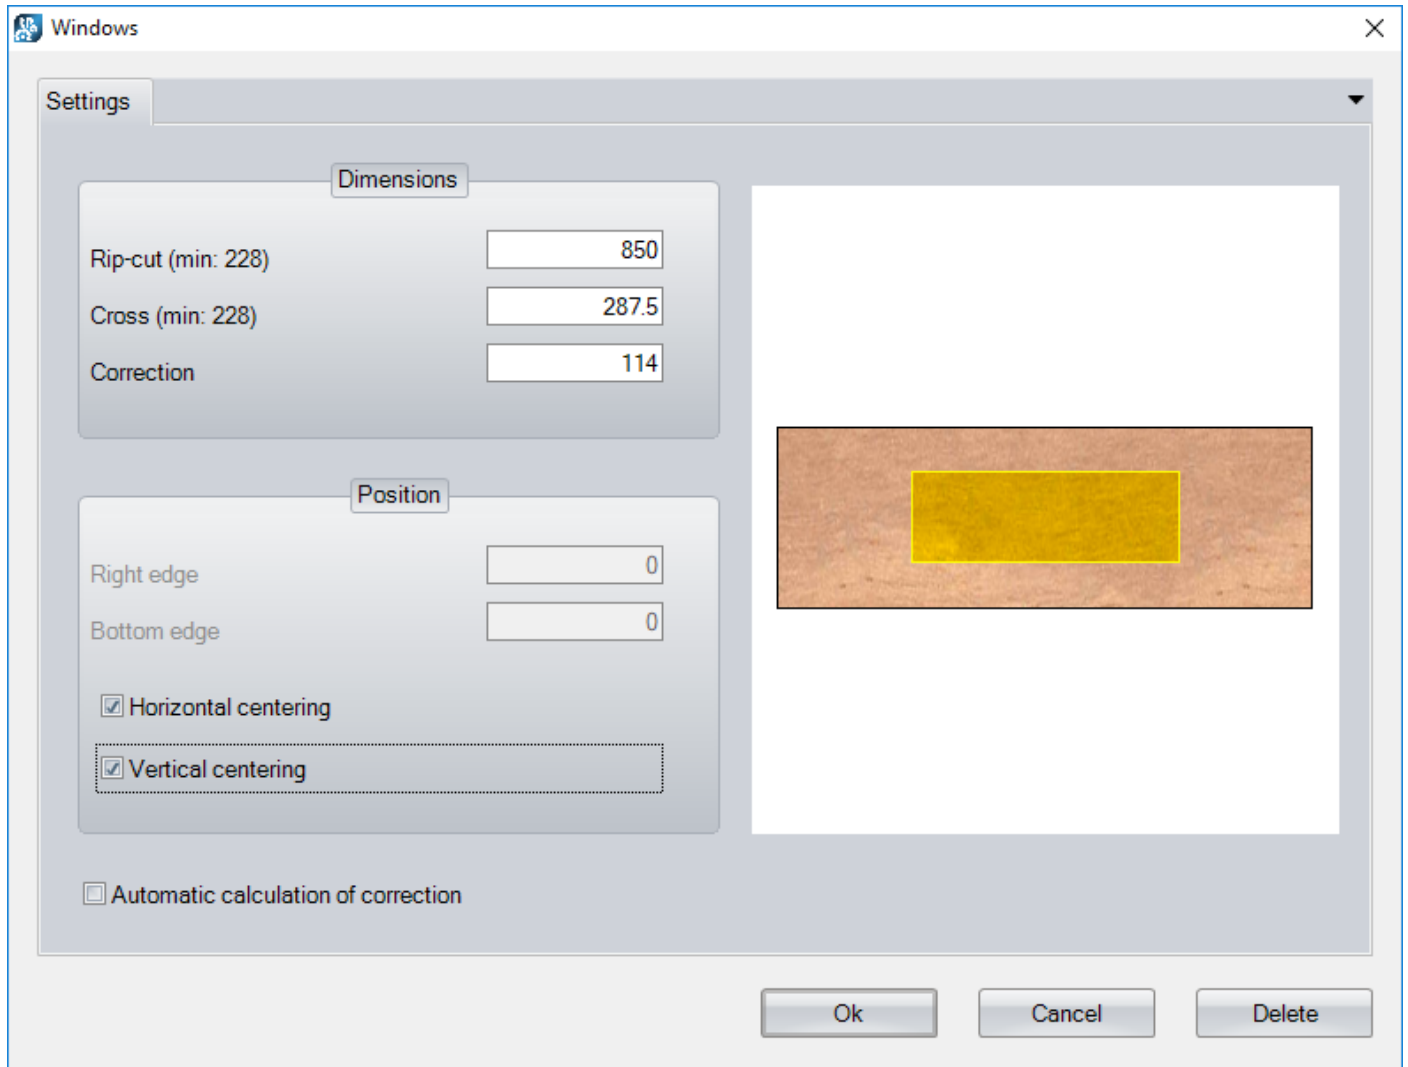 Windows
Settings
Dimensions
Rip-cut (min: 228) 850
Cross (min: 228) 287.5
Correction 114
Position
Right edge 0
Bottom edge 0
Horizontal centering
Vertical centering
Automatic calculation of correction
Ok Cancel Delete